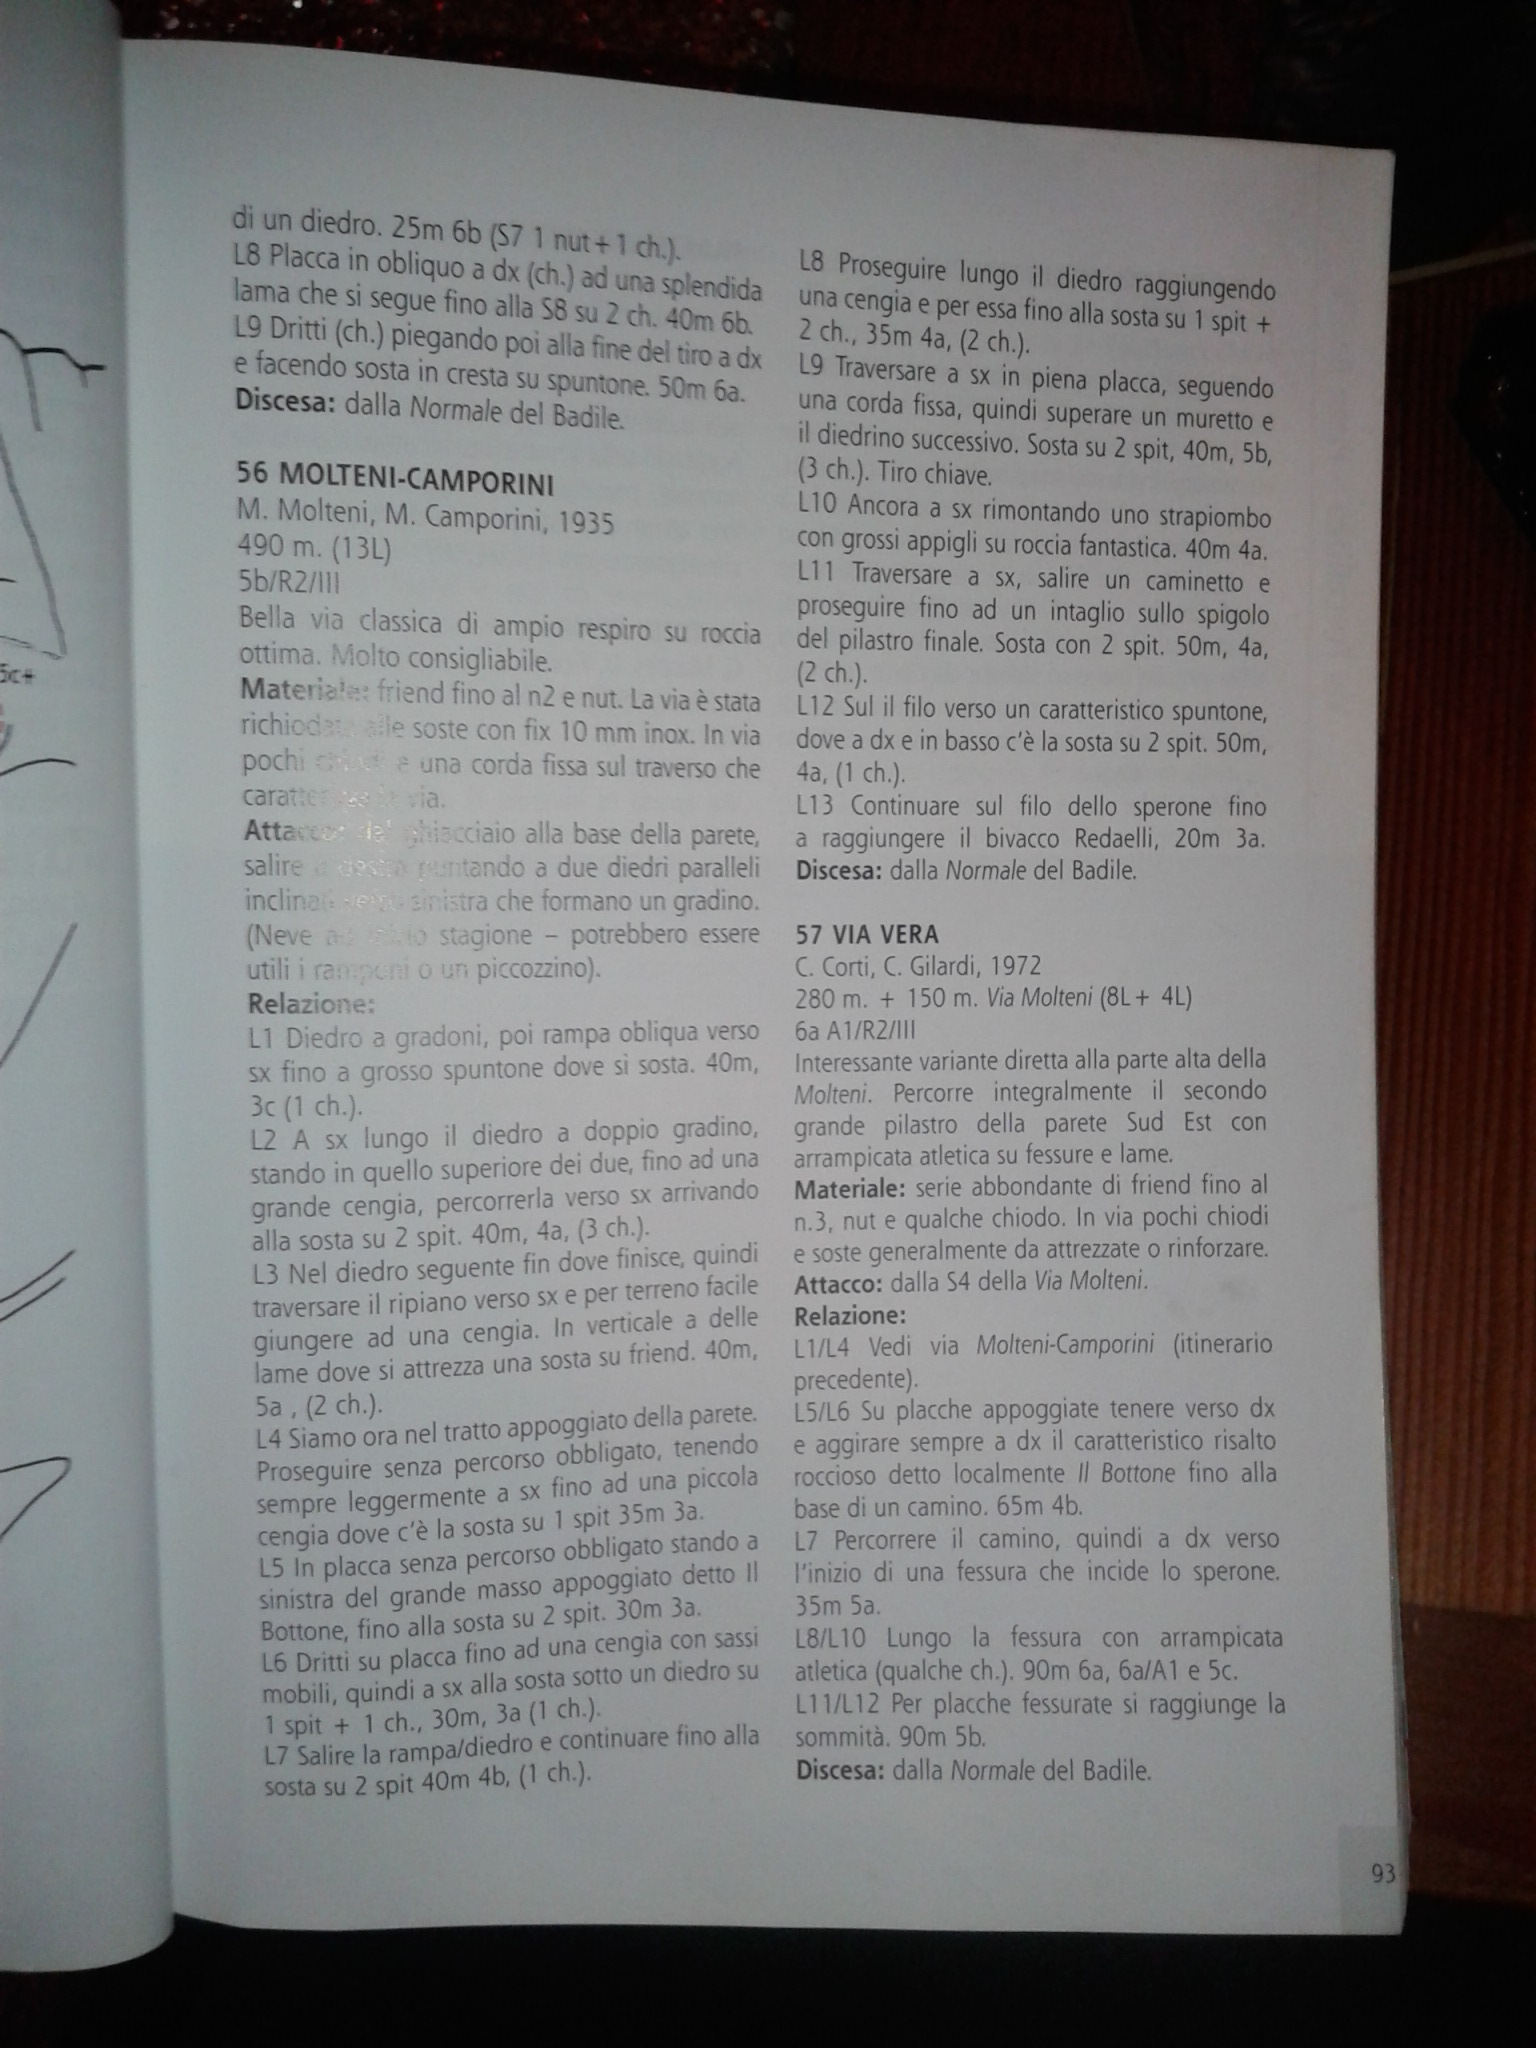 5c+
di un diedro. 25m 6b (S7 1 nut+1 ch.).
L8 Placca in obliquo a dx (ch.) ad una splendida
lama che si segue fino alla S8 su 2 ch. 40m 6b.
L9 Dritti (ch.) piegando poi alla fine del tiro a dx
e facendo sosta in cresta su spuntone. 50m 6a.
Discesa: dalla Normale del Badile.
56 MOLTENI-CAMPORINI
M. Molteni, M. Camporini, 1935
490 m. (13L)
5b/R2/III
Bella via classica di ampio respiro su roccia
ottima. Molto consigliabile.
Materiale: friend fino al n2 e nut. La via è stata
richiodata alle soste con fix 10 mm inox. In via
pochi chiodi e una corda fissa sul traverso che
caratterizza la via.
Attacco: dal ghiacciaio alla base della parete,
salire a destra puntando a due diedri paralleli
inclinati verso sinistra che formano un gradino.
(Neve ad inizio stagione – potrebbero essere
utili i ramponi o un piccozzino).
Relazione:
L1 Diedro a gradoni, poi rampa obliqua verso
sx fino a grosso spuntone dove si sosta. 40m,
3c (1 ch.).
L2 A sx lungo il diedro a doppio gradino,
stando in quello superiore dei due, fino ad una
grande cengia, percorrerla verso sx arrivando
alla sosta su 2 spit. 40m, 4a, (3 ch.).
L3 Nel diedro seguente fin dove finisce, quindi
traversare il ripiano verso sx e per terreno facile
giungere ad una cengia. In verticale a delle
lame dove si attrezza una sosta su friend. 40m,
5a , (2 ch.).
L4 Siamo ora nel tratto appoggiato della parete.
Proseguire senza percorso obbligato, tenendo
sempre leggermente a sx fino ad una piccola
cengia dove c'è la sosta su 1 spit 35m 3a.
L5 In placca senza percorso obbligato stando a
sinistra del grande masso appoggiato detto Il
Bottone, fino alla sosta su 2 spit. 30m 3a.
L6 Dritti su placca fino ad una cengia con sassi
mobili, quindi a sx alla sosta sotto un diedro su
1 spit + 1 ch., 30m, 3a (1 ch.).
L7 Salire la rampa/diedro e continuare fino alla
sosta su 2 spit 40m 4b, (1 ch.).
L8 Proseguire lungo il diedro raggiungendo
una cengia e per essa fino alla sosta su 1 spit +
2 ch., 35m 4a, (2 ch.).
L9 Traversare a sx in piena placca, seguendo
una corda fissa, quindi superare un muretto e
il diedrino successivo. Sosta su 2 spit, 40m, 5b,
(3 ch.). Tiro chiave.
L10 Ancora a sx rimontando uno strapiombo
con grossi appigli su roccia fantastica. 40m 4a.
L11 Traversare a sx, salire un caminetto e
proseguire fino ad un intaglio sullo spigolo
del pilastro finale. Sosta con 2 spit. 50m, 4a,
(2 ch.).
L12 Sul il filo verso un caratteristico spuntone,
dove a dx e in basso c'è la sosta su 2 spit. 50m,
4a, (1 ch.).
L13 Continuare sul filo dello sperone fino
a raggiungere il bivacco Redaelli, 20m 3a.
Discesa: dalla Normale del Badile.
57 VIA VERA
C. Corti, C. Gilardi, 1972
280 m. + 150 m. Via Molteni (8L+ 4L)
6a A1/R2/III
Interessante variante diretta alla parte alta della
Molteni. Percorre integralmente il secondo
grande pilastro della parete Sud Est con
arrampicata atletica su fessure e lame.
Materiale: serie abbondante di friend fino al
n.3, nut e qualche chiodo. In via pochi chiodi
e soste generalmente da attrezzate o rinforzare.
Attacco: dalla S4 della Via Molteni.
Relazione:
L1/L4 Vedi via Molteni-Camporini (itinerario
precedente).
L5/L6 Su placche appoggiate tenere verso dx
e aggirare sempre a dx il caratteristico risalto
roccioso detto localmente Il Bottone fino alla
base di un camino. 65m 4b.
L7 Percorrere il camino, quindi a dx verso
l'inizio di una fessura che incide lo sperone.
35m 5a.
L8/L10 Lungo la fessura con arrampicata
atletica (qualche ch.). 90m 6a, 6a/A1 e 5c.
L11/L12 Per placche fessurate si raggiunge la
sommità. 90m 5b.
Discesa: dalla Normale del Badile.
93